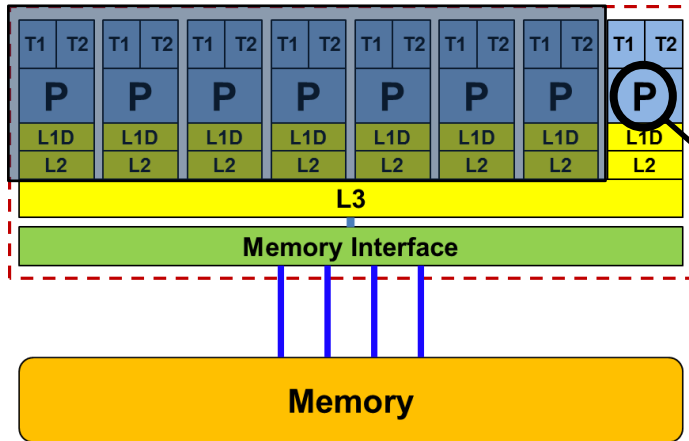 T1 T2 T1 T2 T1 T2 T1 T2 T1 T2 T1 T2 T1 T2 T1 T2
P P P P P P P P
L1D L1D L1D L1D L1D L1D L1D L1D
L2 L2 L2 L2 L2 L2 L2 L2
L3
Memory Interface
Memory